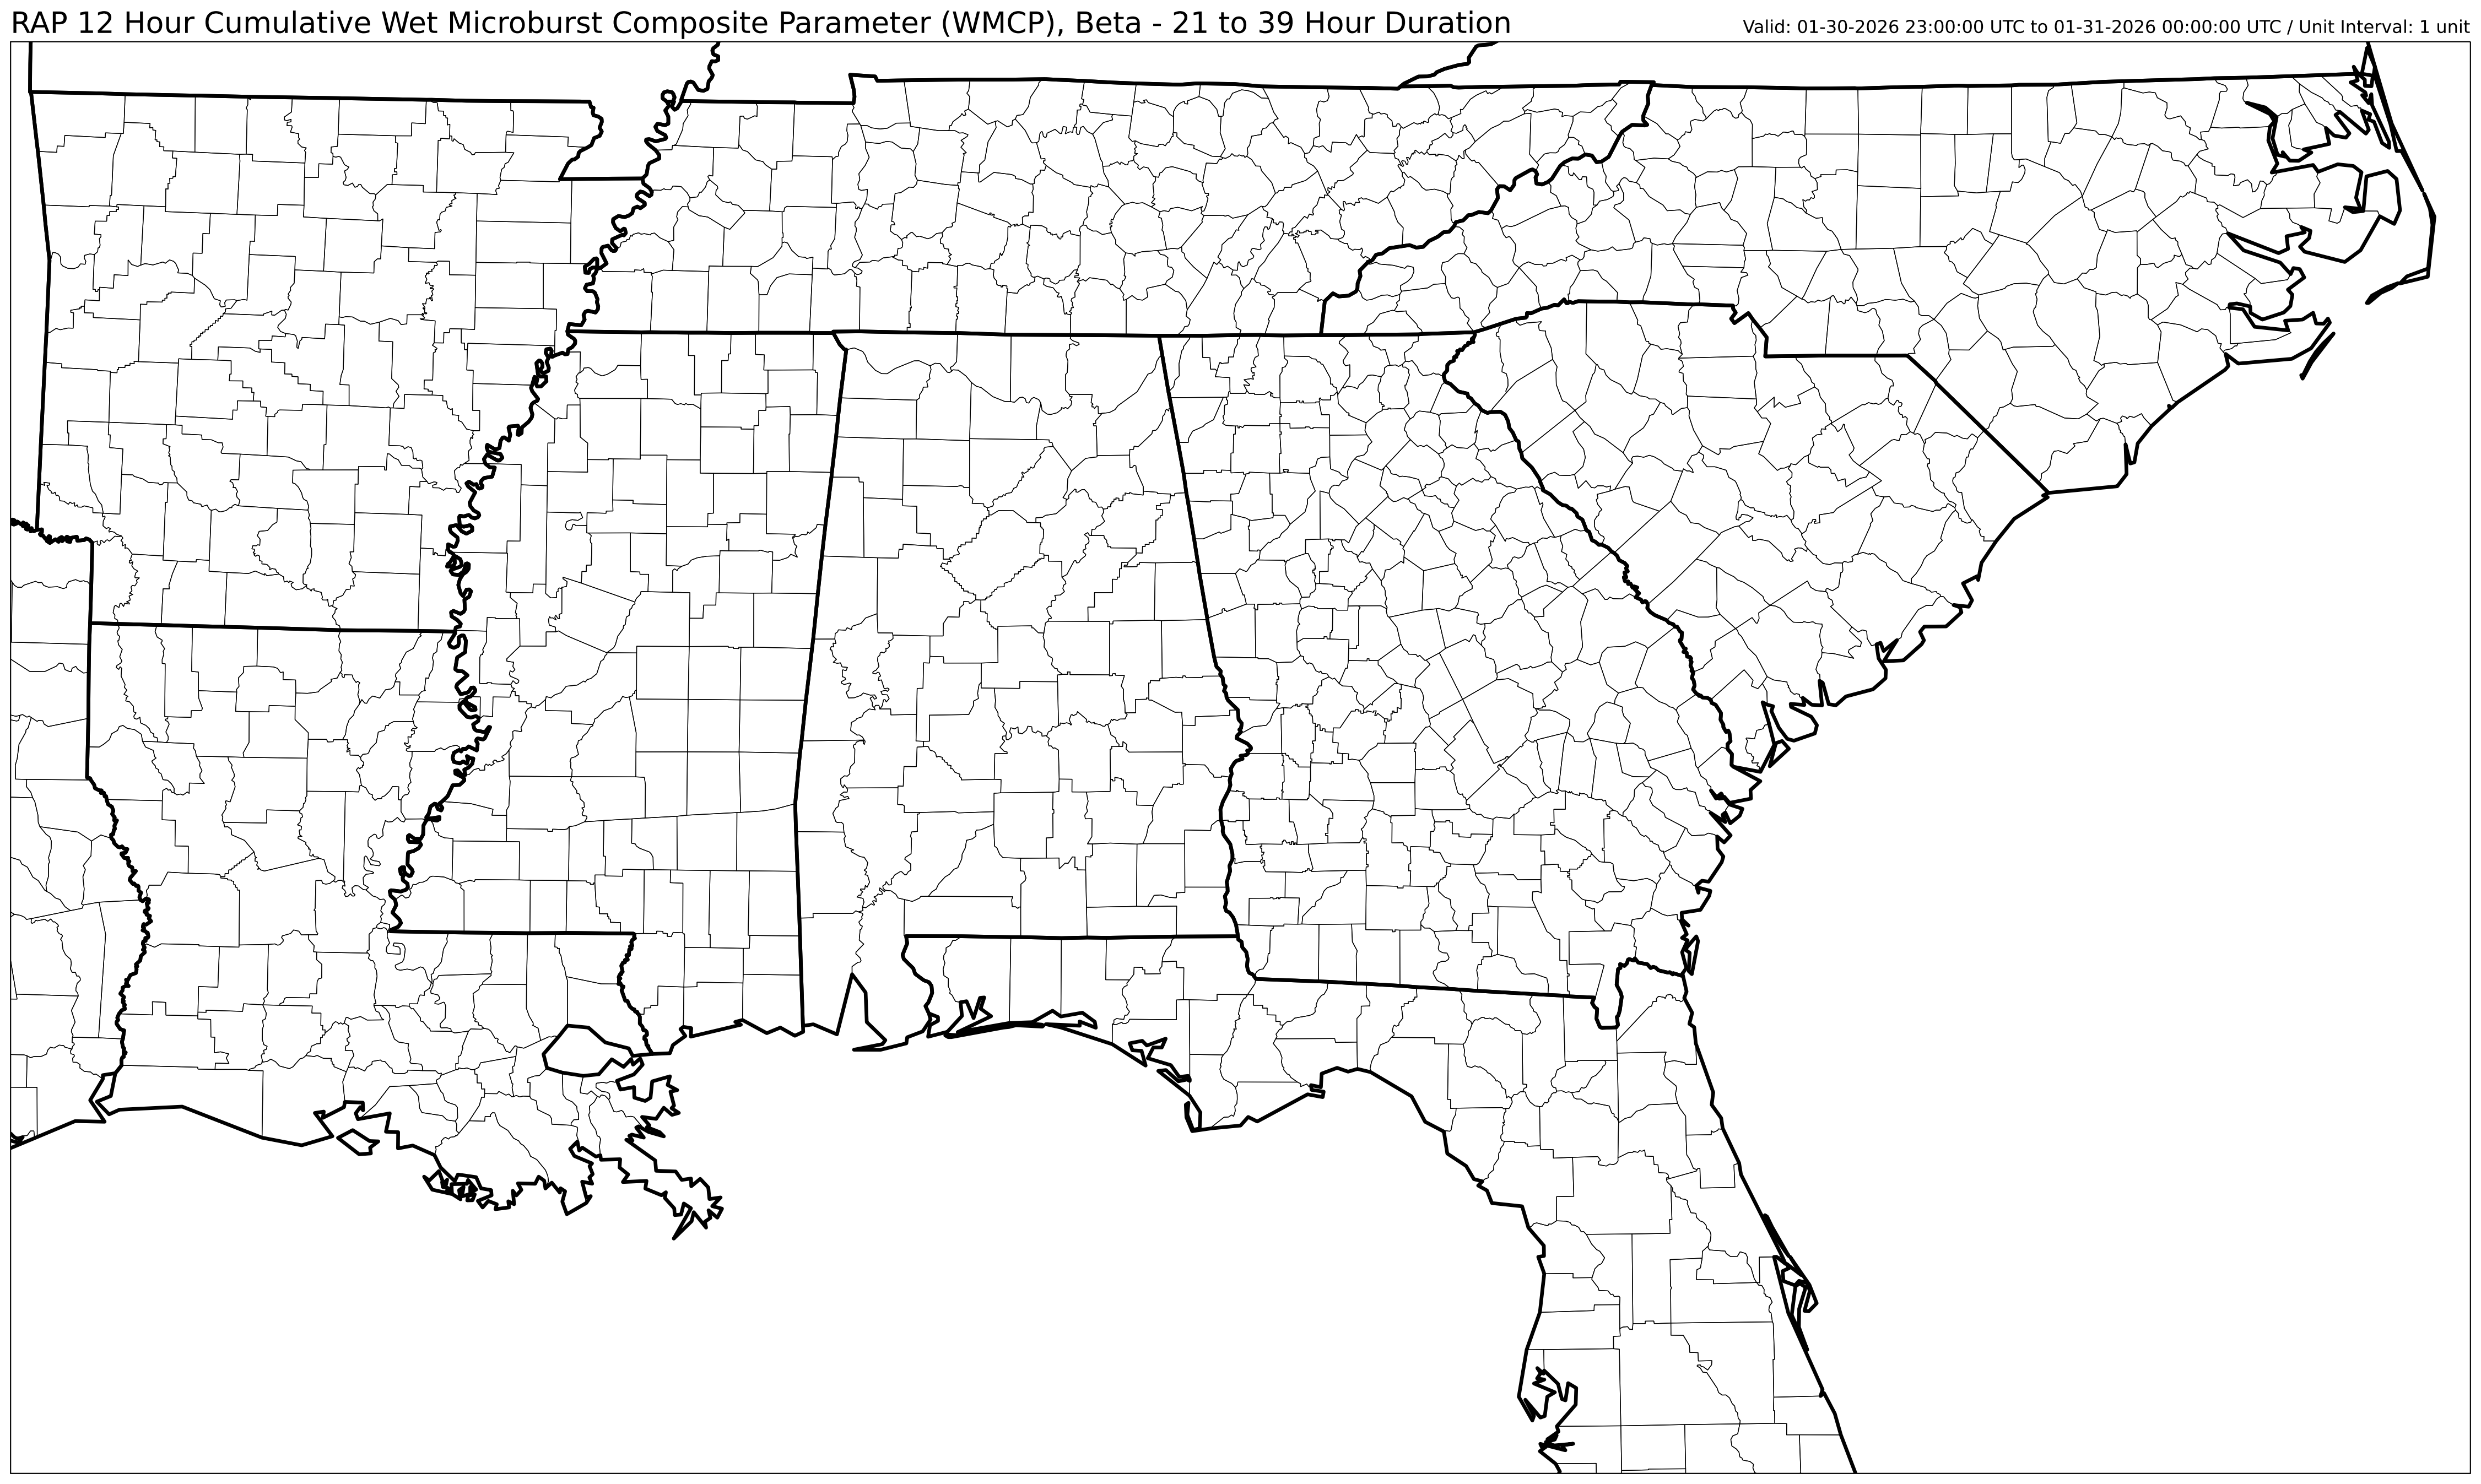 RAP 12 Hour Cumulative Wet Microburst Composite Parameter (WMCP), Beta - 21 to 39 Hour Duration
Valid: 01-30-2026 23:00:00 UTC to 01-31-2026 00:00:00 UTC / Unit Interval: 1 unit